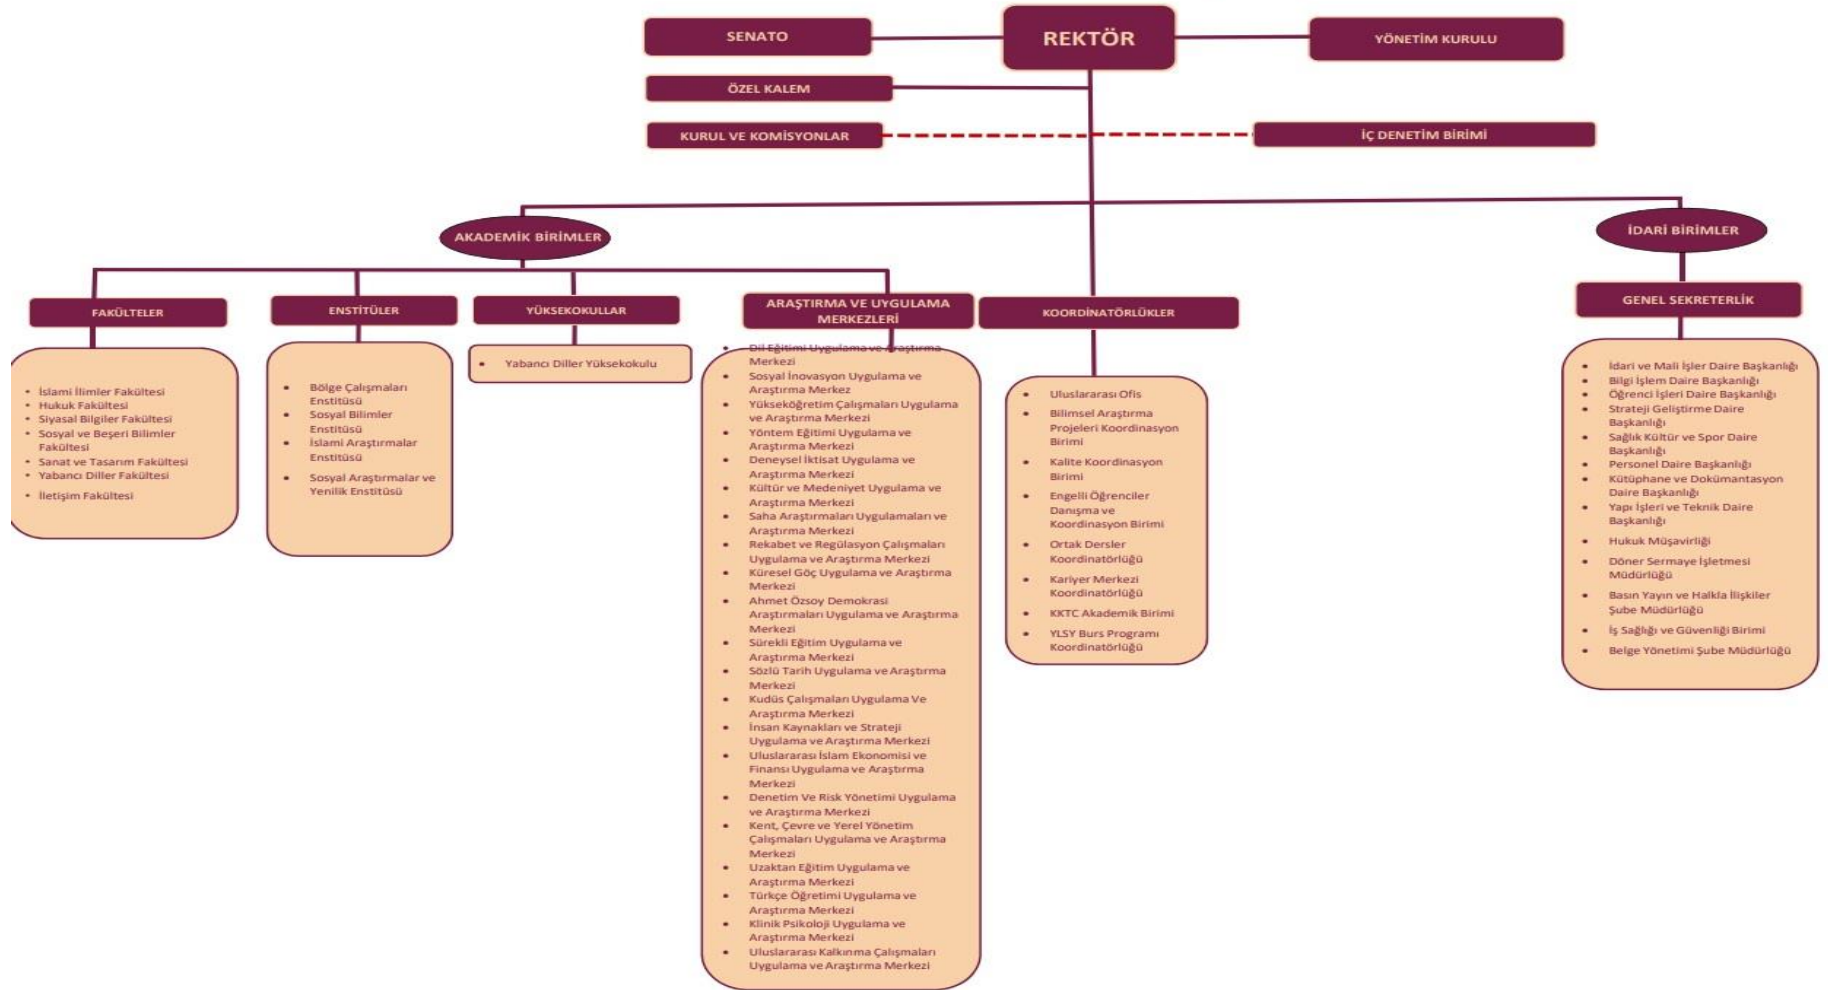 SENATO
REKTÖR
YÖNETİM KURULU
ÖZEL KALEM
KURUL VE KOMİSYONLAR
İÇ DENETİM BİRİMİ
AKADEMİK BİRİMLER
İDARİ BİRİMLER
FAKÜLTELER
• İslami İlimler Fakültesi
• Hukuk Fakültesi
• Siyasal Bilgiler Fakültesi
• Sosyal ve Beşeri Bilimler
Fakültesi
• Sanat ve Tasarım Fakültesi
• Yabancı Diller Fakültesi
• İletişim Fakültesi
ENSTİTÜLER
• Bölge Çalışmaları
Enstitüsü
• Sosyal Bilimler
Enstitüsü
• İslami Araştırmalar
Enstitüsü
• Sosyal Araştırmalar ve
Yenilik Enstitüsü
YÜKSEKOKULLAR
• Yabancı Diller Yüksekokulu
ARAŞTIRMA VE UYGULAMA
MERKEZLERİ
• Dil Eğitimi Uygulama ve Araştırma
Merkezi
• Sosyal İnovasyon Uygulama ve
Araştırma Merkez
• Yükseköğretim Çalışmaları Uygulama
ve Araştırma Merkezi
• Yöntem Eğitimi Uygulama ve
Araştırma Merkezi
• Deneysel İktisat Uygulama ve
Araştırma Merkezi
• Kültür ve Medeniyet Uygulama ve
Araştırma Merkezi
• Saha Araştırmaları Uygulamaları ve
Araştırma Merkezi
• Rekabet ve Regülasyon Çalışmaları
Uygulama ve Araştırma Merkezi
• Küresel Göç Uygulama ve Araştırma
Merkezi
• Ahmet Özsoy Demokrasi
Araştırmaları Uygulama ve Araştırma
Merkezi
• Sürekli Eğitim Uygulama ve
Araştırma Merkezi
• Sözlü Tarih Uygulama ve Araştırma
Merkezi
• Kudüs Çalışmaları Uygulama Ve
Araştırma Merkezi
• İnsan Kaynakları ve Strateji
Uygulama ve Araştırma Merkezi
• Uluslararası İslam Ekonomisi ve
Finansı Uygulama ve Araştırma
Merkezi
• Denetim Ve Risk Yönetimi Uygulama
ve Araştırma Merkezi
• Kent, Çevre ve Yerel Yönetim
Çalışmaları Uygulama ve Araştırma
Merkezi
• Uzaktan Eğitim Uygulama ve
Araştırma Merkezi
• Türkçe Öğretimi Uygulama ve
Araştırma Merkezi
• Klinik Psikoloji Uygulama ve
Araştırma Merkezi
• Uluslararası Kalkınma Çalışmaları
Uygulama ve Araştırma Merkezi
KOORDİNATÖRLÜKLER
• Uluslararası Ofis
• Bilimsel Araştırma
Projeleri Koordinasyon
Birimi
• Kalite Koordinasyon
Birimi
• Engelli Öğrenciler
Danışma ve
Koordinasyon Birimi
• Ortak Dersler
Koordinatörlüğü
• Kariyer Merkezi
Koordinatörlüğü
• KKTC Akademik Birimi
• YLSY Burs Programı
Koordinatörlüğü
GENEL SEKRETERLİK
• İdari ve Mali İşler Daire Başkanlığı
• Bilgi İşlem Daire Başkanlığı
• Öğrenci İşleri Daire Başkanlığı
• Strateji Geliştirme Daire
Başkanlığı
• Sağlık Kültür ve Spor Daire
Başkanlığı
• Personel Daire Başkanlığı
• Kütüphane ve Dokümantasyon
Daire Başkanlığı
• Yapı İşleri ve Teknik Daire
Başkanlığı
• Hukuk Müşavirliği
• Döner Sermaye İşletmesi
Müdürlüğü
• Basın Yayın ve Halkla İlişkiler
Şube Müdürlüğü
• İş Sağlığı ve Güvenliği Birimi
• Belge Yönetimi Şube Müdürlüğü